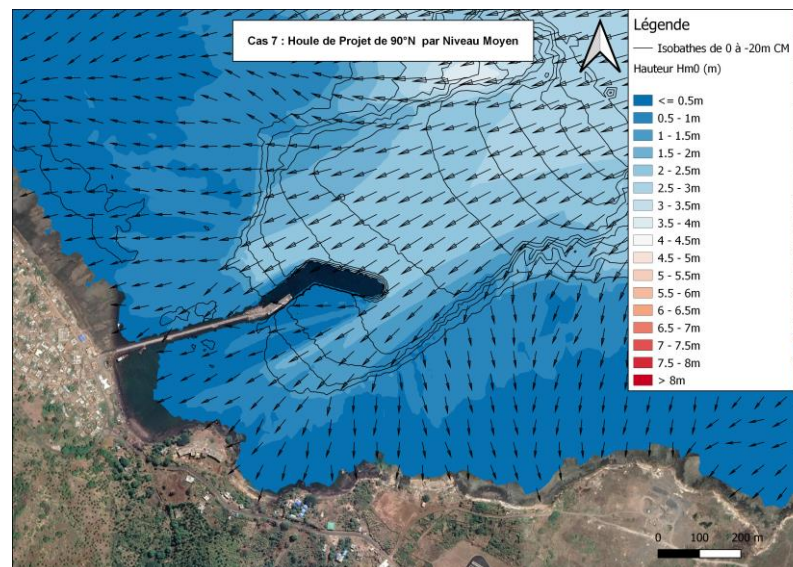 Cas 7 : Houle de Projet de 90°N par Niveau Moyen
Légende
Isobathes de 0 à -20m CM
Hauteur Hm0 (m)
<= 0.5m
0.5 - 1m
1 - 1.5m
1.5 - 2m
2 - 2.5m
2.5 - 3m
3 - 3.5m
3.5 - 4m
4 - 4.5m
4.5 - 5m
5 - 5.5m
5.5 - 6m
6 - 6.5m
6.5 - 7m
7 - 7.5m
7.5 - 8m
> 8m
0 100 200 m